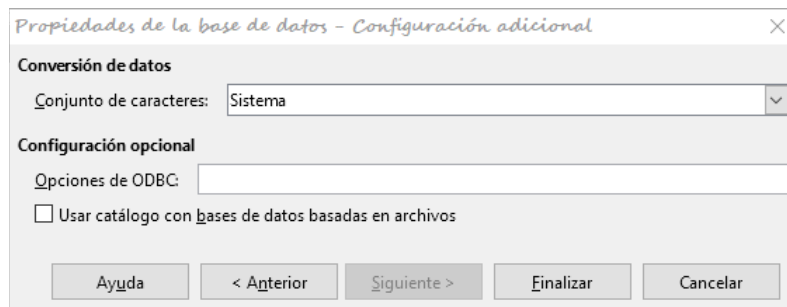 Propiedades de la base de datos - Configuración adicional
Conversión de datos
Conjunto de caracteres: Sistema
Configuración opcional
Opciones de ODBC:
Usar catálogo con bases de datos basadas en archivos
Ayuda < Anterior Siguiente > Finalizar Cancelar